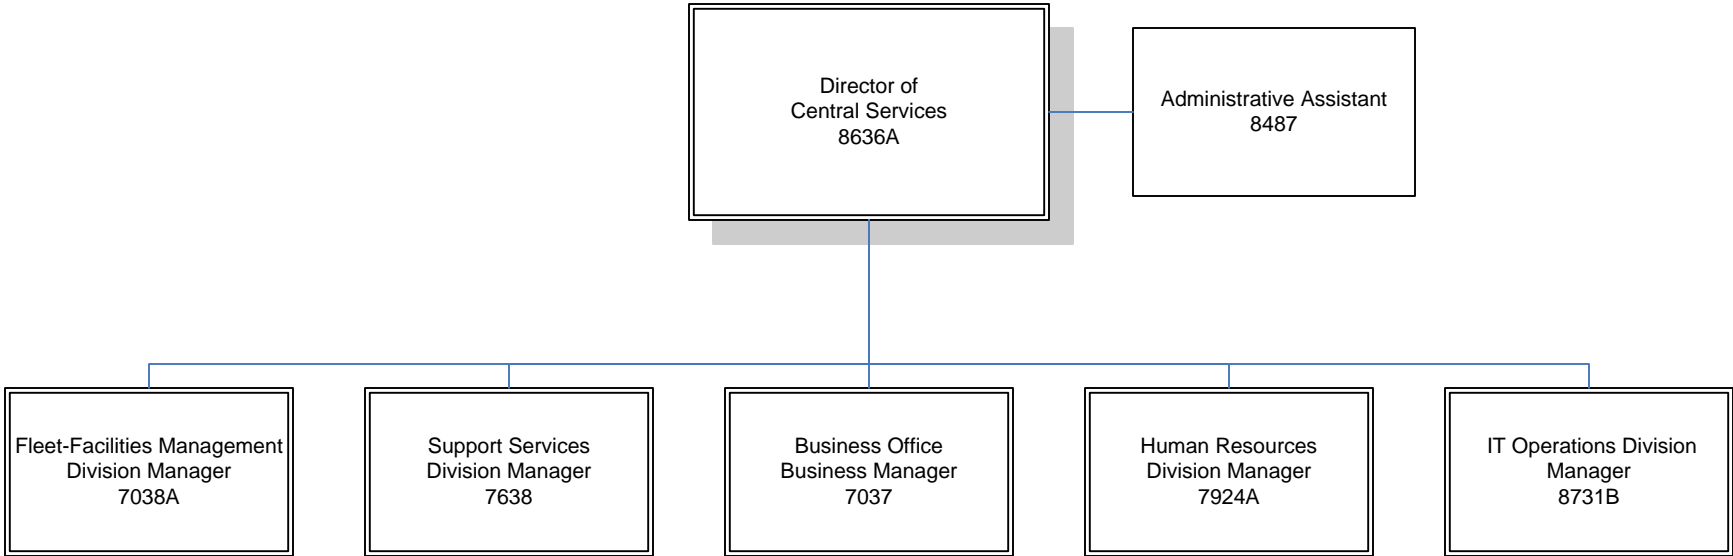 Director of
Central Services
8636A
Administrative Assistant
8487
Fleet-Facilities Management
Division Manager
7038A
Support Services
Division Manager
7638
Business Office
Business Manager
7037
Human Resources
Division Manager
7924A
IT Operations Division
Manager
8731B